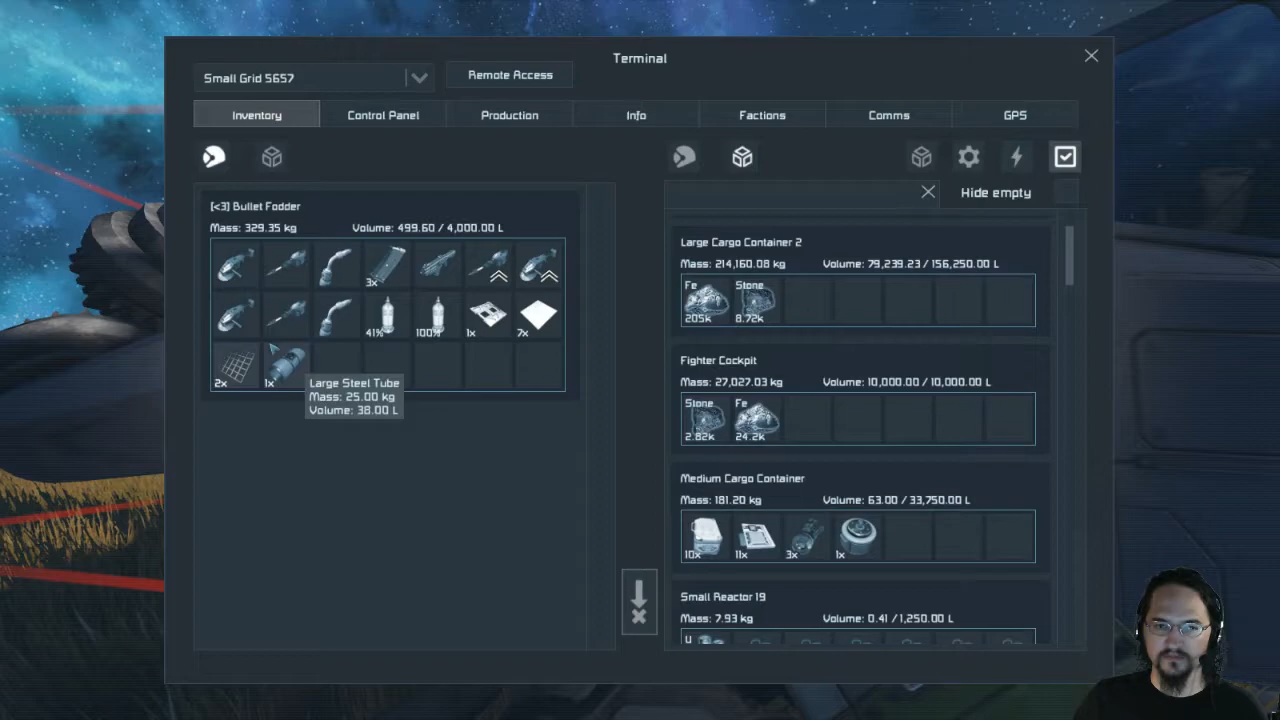 Terminal
Small Grid 5657
Remote Access
Inventory
Control Panel
Production
Info
Factions
Comms
GPS
Hide empty
[<3] Bullet Fodder
Mass: 329.35 kg
Volume: 499.60 / 4,000.00 L
3x
41%
100%
1x
7x
2x
1x
Large Steel Tube
Mass: 25.00 kg
Volume: 38.00 L
Large Cargo Container 2
Mass: 214,160.08 kg
Volume: 79,239.23 / 156,250.00 L
Fe
Stone
205k
8.72k
Fighter Cockpit
Mass: 27,027.03 kg
Volume: 10,000.00 / 10,000.00 L
Stone
Fe
2.82k
24.2k
Medium Cargo Container
Mass: 181.20 kg
Volume: 63.00 / 33,750.00 L
10x
11x
3x
1x
Small Reactor 19
Mass: 7.93 kg
Volume: 0.41 / 1,250.00 L
U